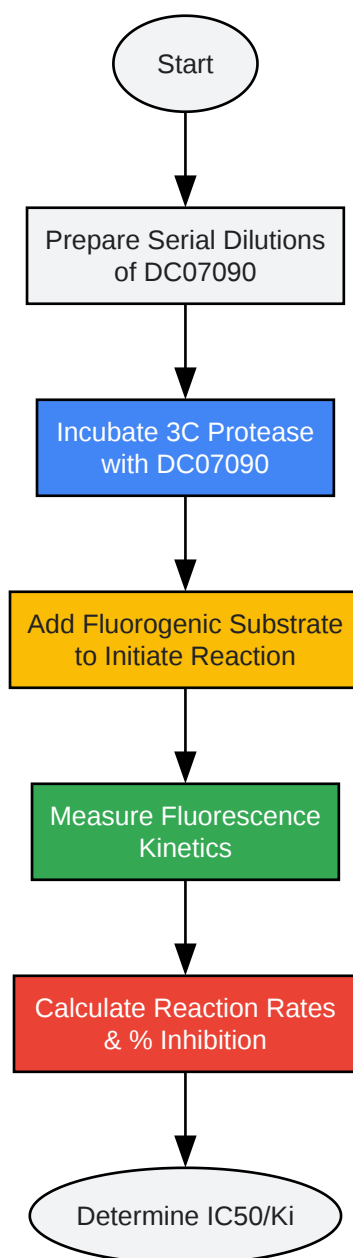 Start
Prepare Serial Dilutions
of DC07090
Incubate 3C Protease
with DC07090
Add Fluorogenic Substrate
to Initiate Reaction
Measure Fluorescence
Kinetics
Calculate Reaction Rates
& % Inhibition
Determine IC50/Ki